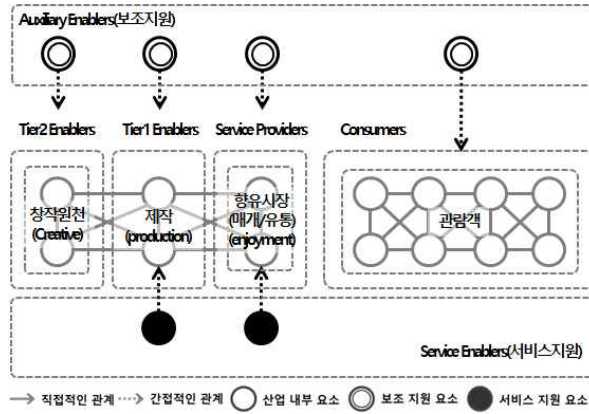 Auxiliary Enablers(보조지원)
Tier2 Enablers Tier1 Enablers Service Providers Consumers
창작원천
(Creative)
제작
(production)
향유시장
(매개/유통)
(enjoyment)
관람객
Service Enablers(서비스지원)
직접적인 관계 간접적인 관계 산업 내부 요소 보조 지원 요소 서비스 지원 요소